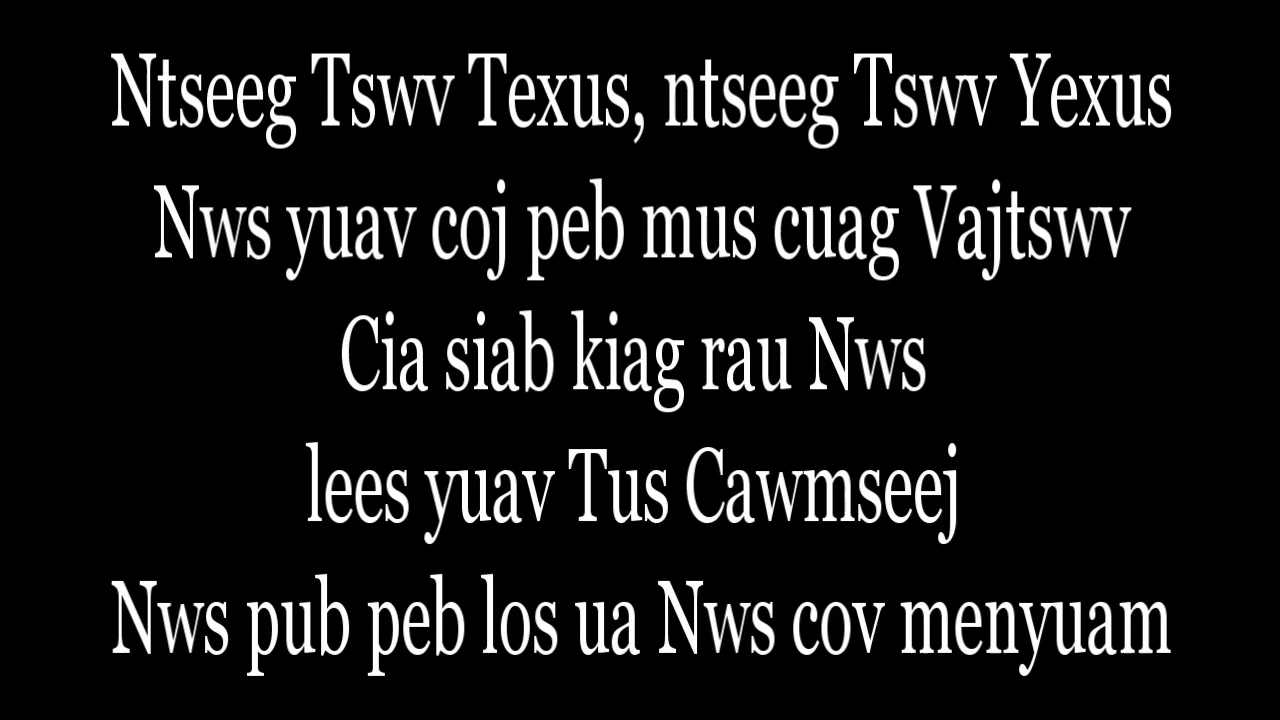 Ntseeg Tswv Texus, ntseeg Tswv Yexus
Nws yuav coj peb mus cuag Vajtswv
Cia siab kiag rau Nws
lees yuav Tus Cawmseej
Nws pub peb los ua Nws cov menyuam